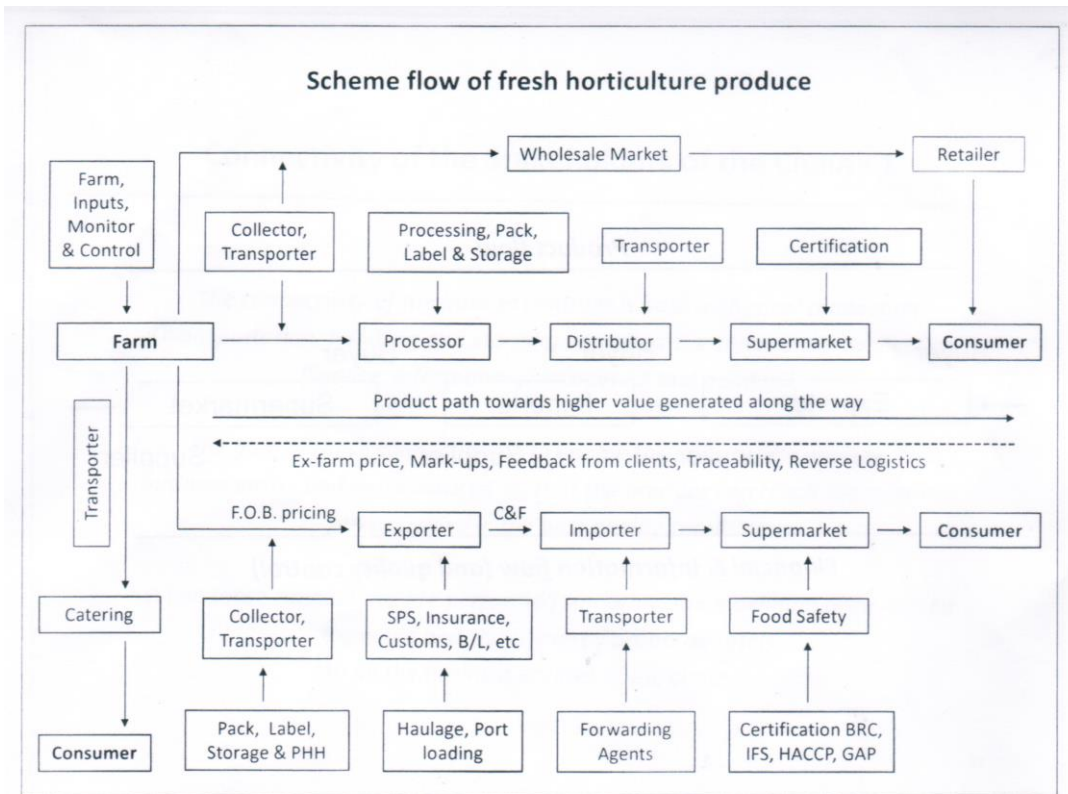 Scheme flow of fresh horticulture produce
Wholesale Market
Retailer
Farm,
Inputs,
Monitor
& Control
Collector,
Transporter
Processing, Pack,
Label & Storage
Transporter
Certification
Farm
Processor
Distributor
Supermarket
Consumer
Product path towards higher value generated along the way
Ex-farm price, Mark-ups, Feedback from clients, Traceability, Reverse Logistics
Transporter
F.O.B. pricing
Exporter
C&F
Importer
Supermarket
Consumer
Catering
Collector,
Transporter
SPS, Insurance,
Customs, B/L, etc
Transporter
Food Safety
Consumer
Pack, Label,
Storage & PHH
Haulage, Port
loading
Forwarding
Agents
Certification BRC,
IFS, HACCP, GAP